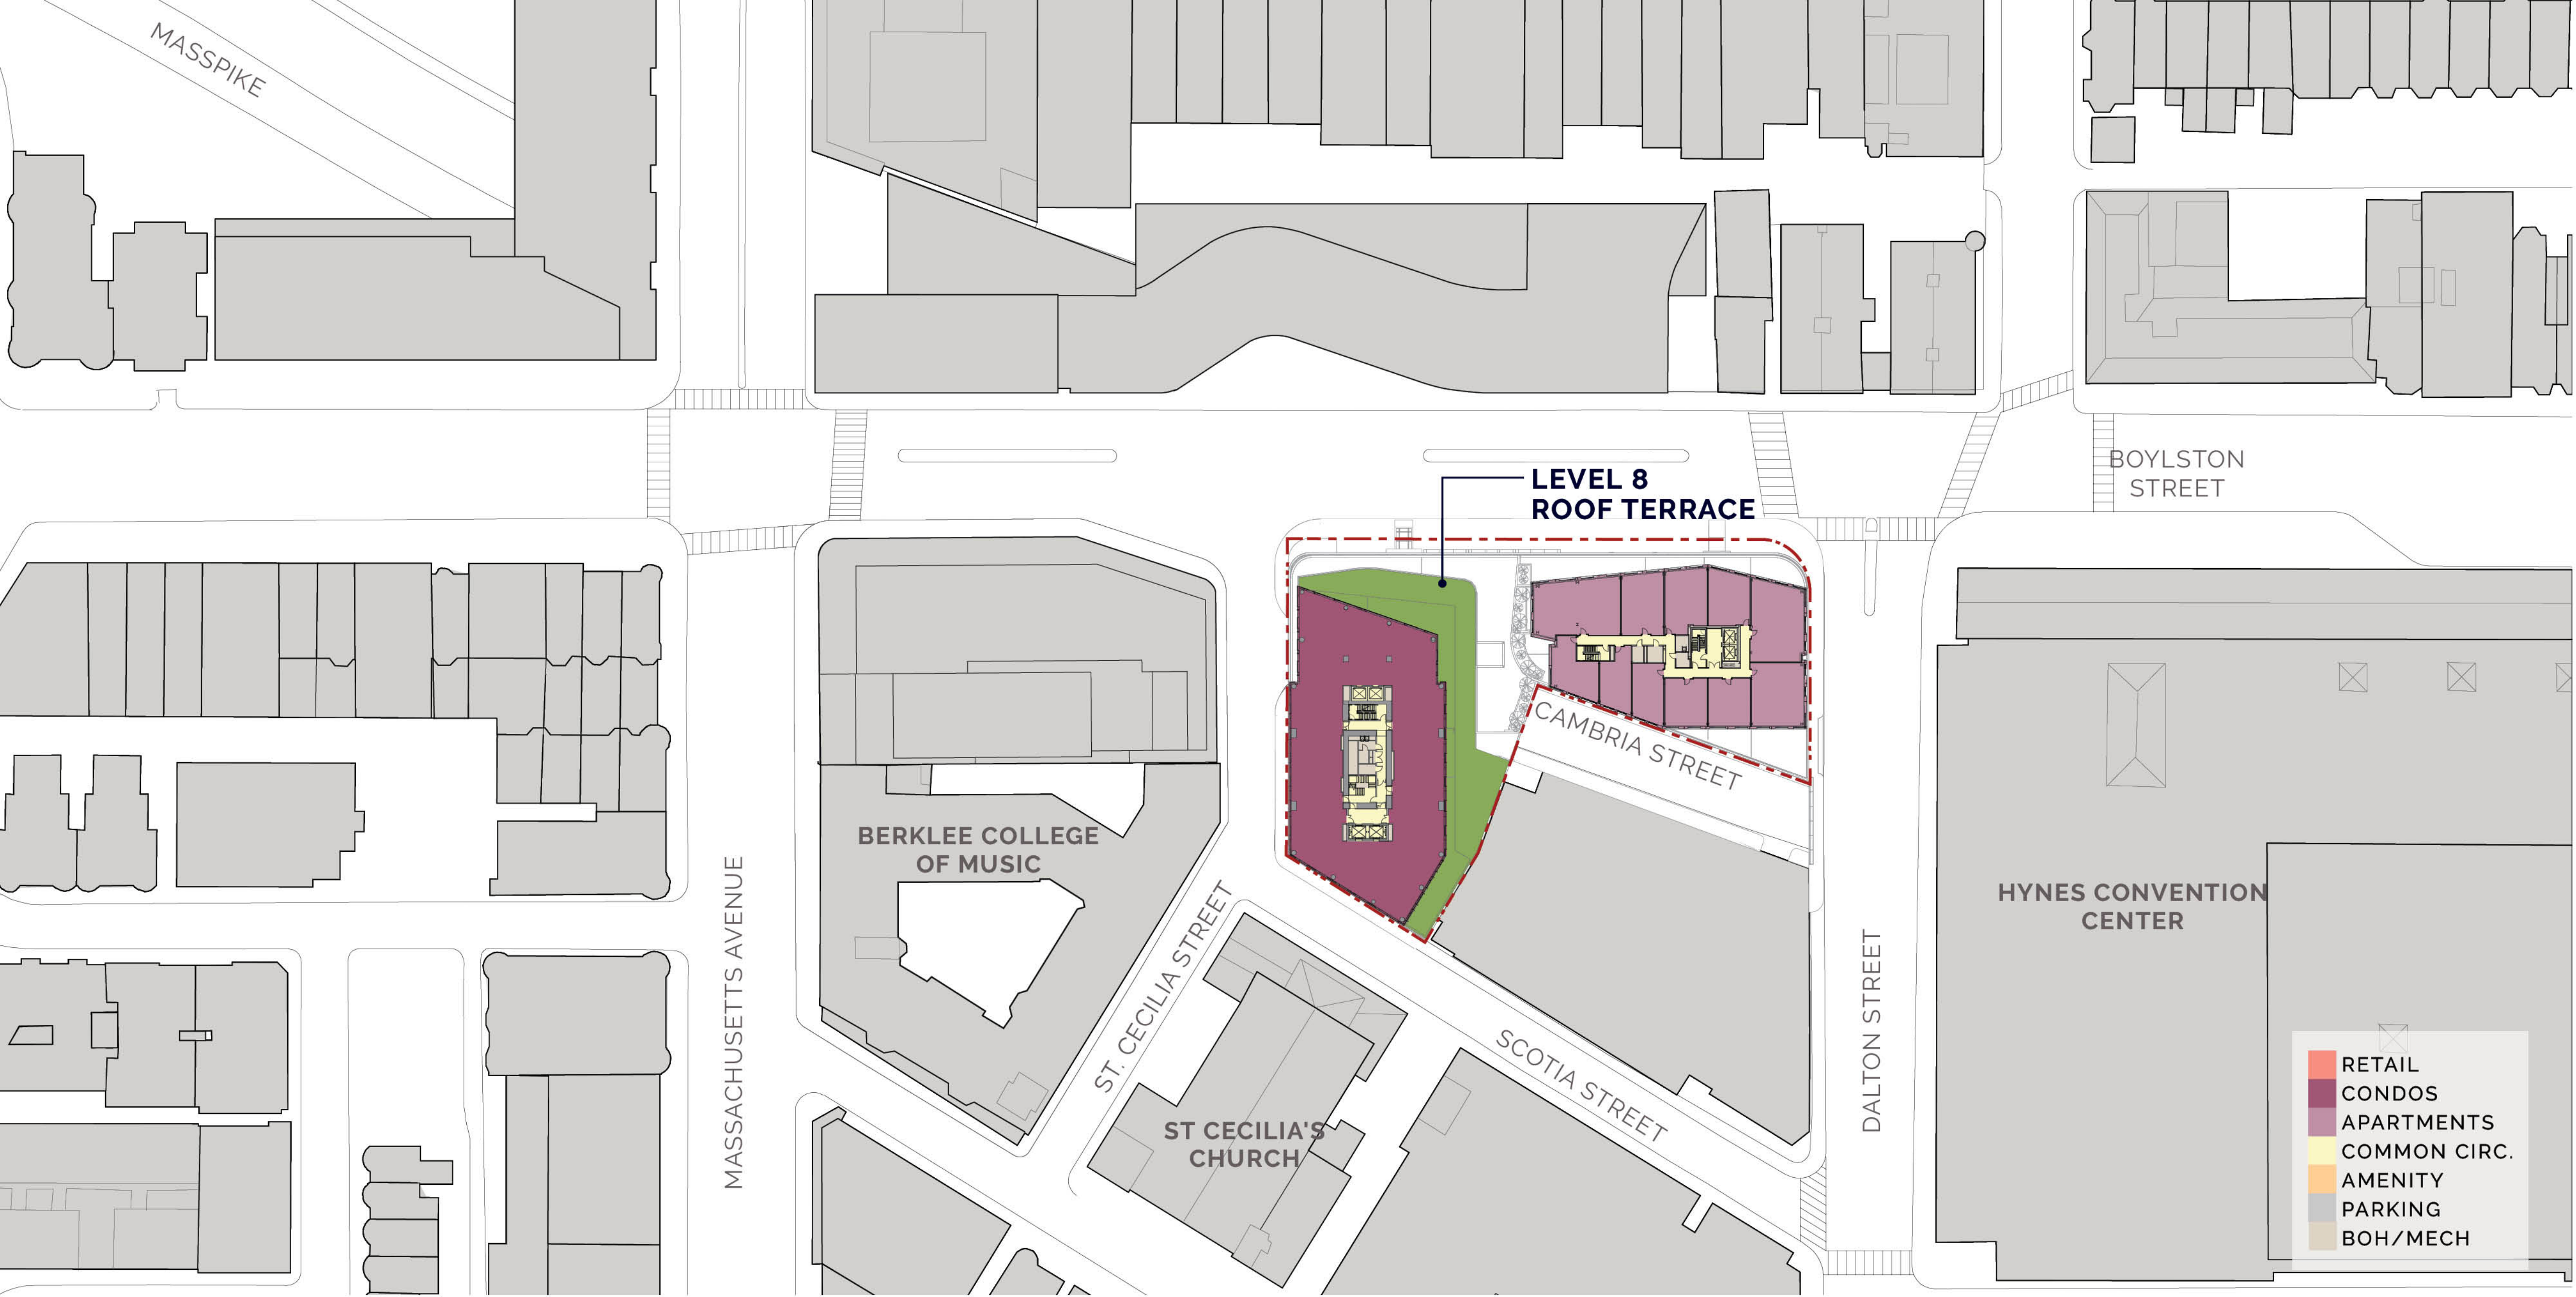 MASSPIKE
BOYLSTON
STREET
LEVEL 8
ROOF TERRACE
CAMBRIA STREET
BERKLEE COLLEGE
OF MUSIC
MASSACHUSETTS AVENUE
ST. CECILIA STREET
HYNES CONVENTION
CENTER
DALTON STREET
SCOTIA STREET
ST CECILIA'S
CHURCH
RETAIL
CONDOS
APARTMENTS
COMMON CIRC.
AMENITY
PARKING
BOH/MECH